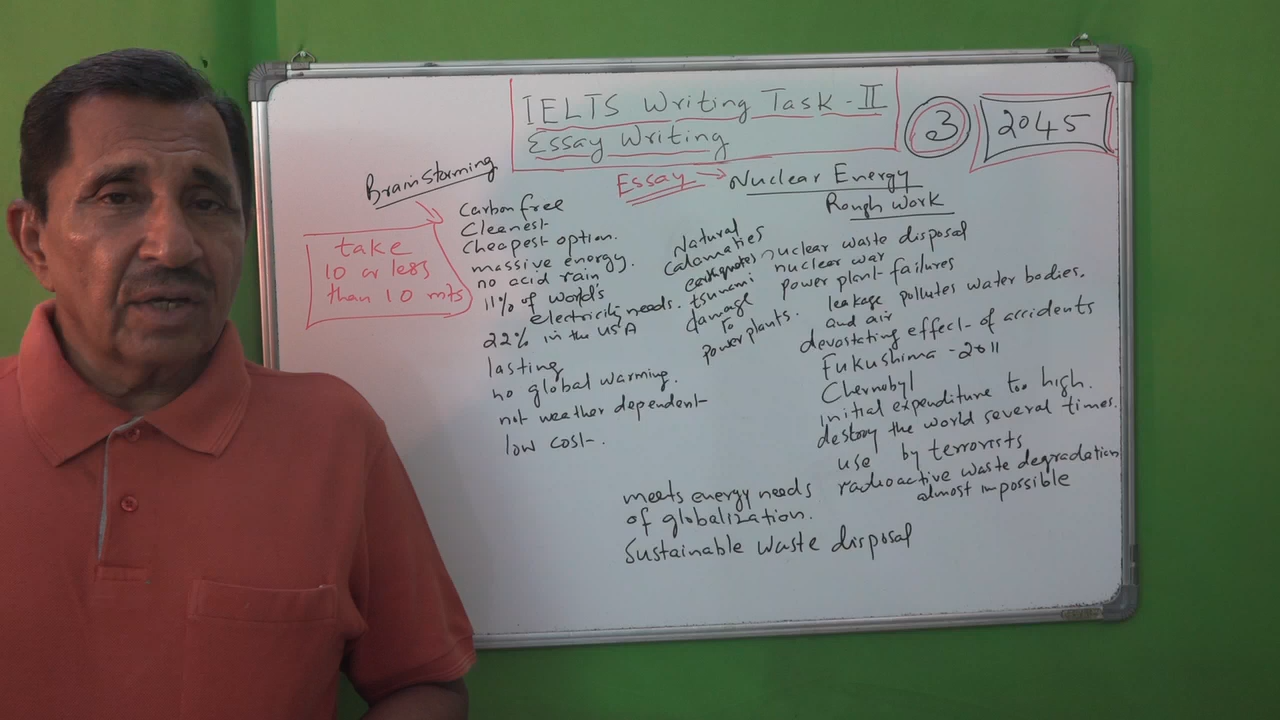 IELTS Writing Task - II
Essay Writing
3
2045
Brainstorming
Essay → Nuclear Energy
Rough Work
take
10 or less
than 10 mts
Carbon free
Cleenest
Cheapest option.
massive energy.
no acid rain
11% of world's
electricity needs.
22% in the USA
lasting
no global warming.
not weather dependent
low cost.
Natural
calamaties
earthquotes
tsunami
damage
to
power plants.
nuclear waste disposal
nuclear war
power plant failures
leakage pollutes water bodies.
and air
devostating effect of accidents
Fukushima - 2011
Chernobyl
initial expenditure too high.
destroy the world several times.
use by terrorists
radioactive waste degradation
almost impossible
meets energy needs
of globalization.
Sustainable waste disposal